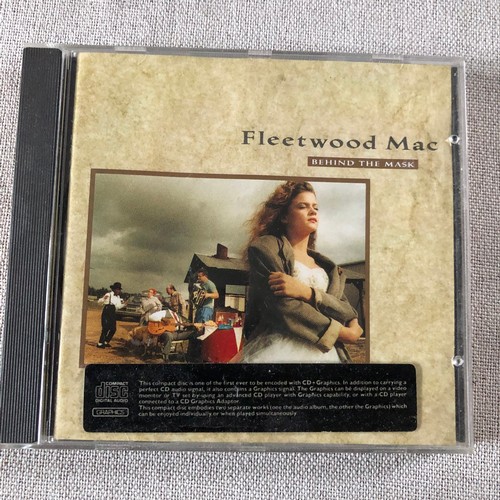 Fleetwood Mac
BEHIND THE MASK
COMPACT
disc
DIGITAL AUDIO
GRAPHICS
This compact disc is one of the first ever to be encoded with CD+Graphics. In addition to carrying a
perfect CD audio signal, it also contains a Graphics signal. The Graphics can be displayed on a video
monitor or TV set by using an advanced CD player with Graphics capability, or with a CD player
connected to a CD Graphics Adaptor.
This compact disc embodies two separate works (see the audio album, the other the Graphics) which
can be enjoyed individually or when played simultaneously.